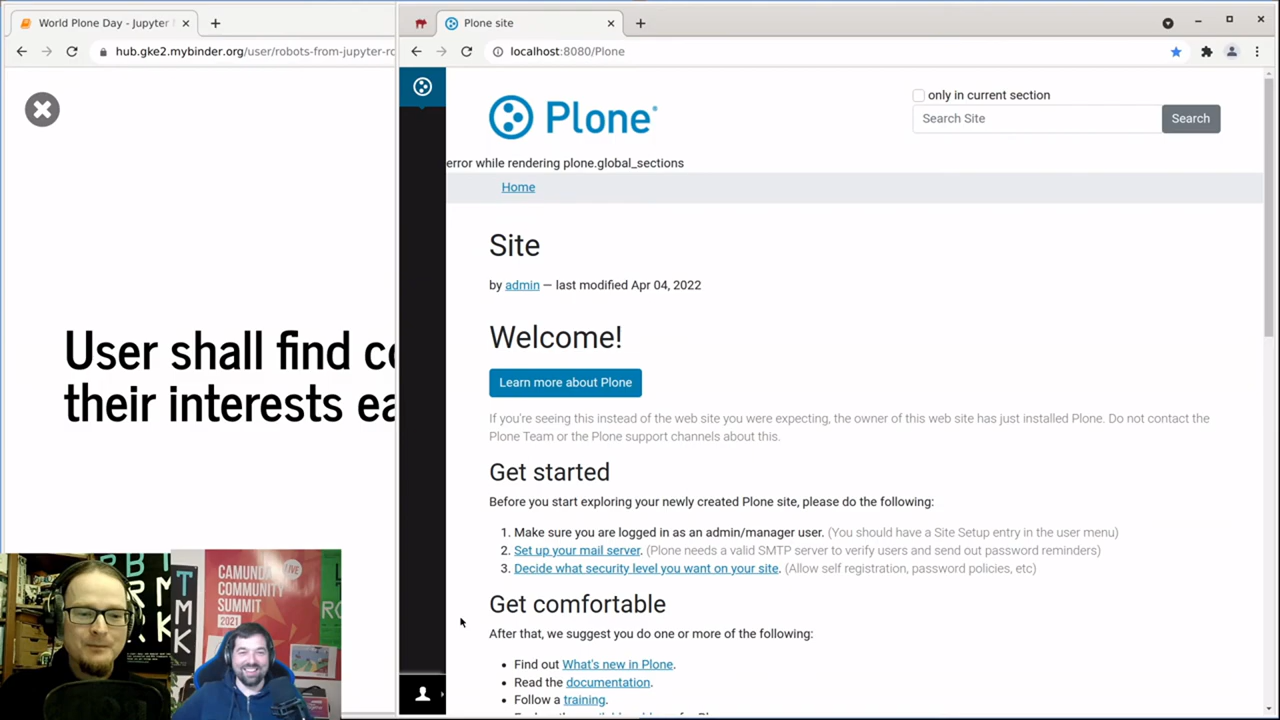 World Plone Day - Jupyter
Plone site
hub.gke2.mybinder.org/user/robots-from-jupyter-ro
localhost:8080/Plone
Plone
only in current section
Search Site
Search
error while rendering plone.global_sections
Home
Site
by admin — last modified Apr 04, 2022
Welcome!
Learn more about Plone
If you're seeing this instead of the web site you were expecting, the owner of this web site has just installed Plone. Do not contact the
Plone Team or the Plone support channels about this.
User shall find co
their interests ea
Get started
Before you start exploring your newly created Plone site, please do the following:
1. Make sure you are logged in as an admin/manager user. (You should have a Site Setup entry in the user menu)
2. Set up your mail server. (Plone needs a valid SMTP server to verify users and send out password reminders)
3. Decide what security level you want on your site. (Allow self registration, password policies, etc)
Get comfortable
After that, we suggest you do one or more of the following:
• Find out What's new in Plone.
• Read the documentation.
• Follow a training.
CAMUNDA LIVE
COMMUNITY
SUMMIT
2021
TMK